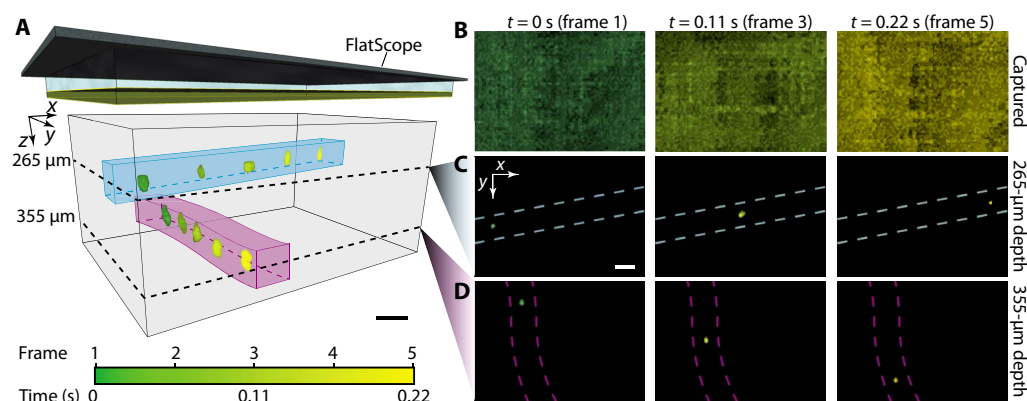 A
FlatScope
x
y
z
265 μm
355 μm
Frame
1 2 3 4 5
Time (s) 0 0.11 0.22
B
t = 0 s (frame 1) t = 0.11 s (frame 3) t = 0.22 s (frame 5)
Captured
C
x
y
265-μm depth
D
355-μm depth